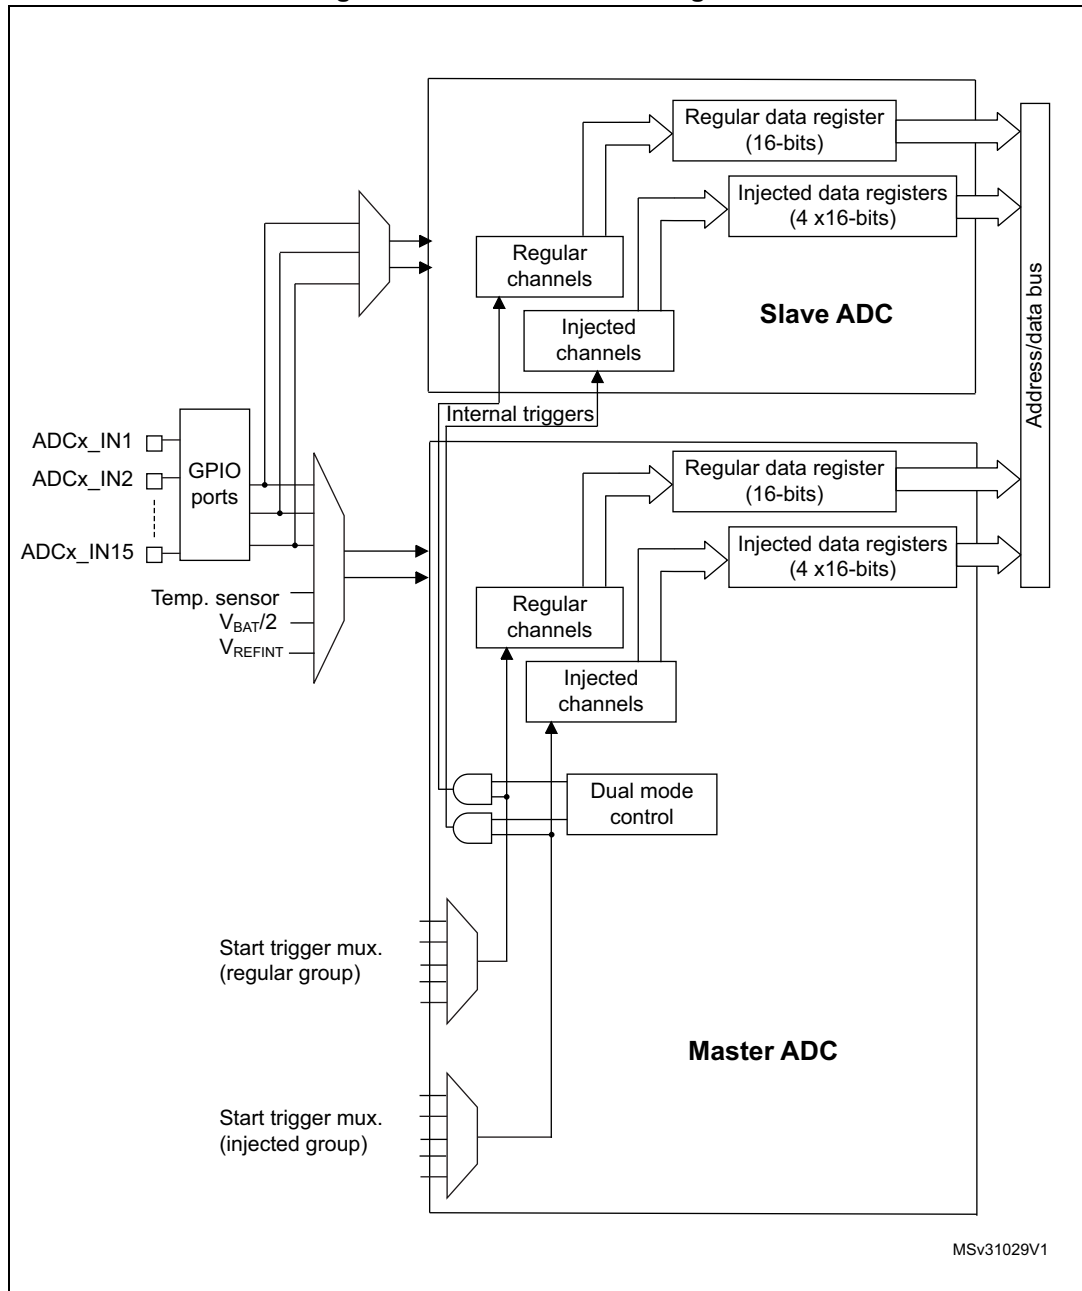 Regular data register
(16-bits)
Injected data registers
(4 x16-bits)
Regular
channels
Slave ADC
Injected
channels
Address/data bus
Internal triggers
ADCx_IN1
ADCx_IN2
ADCx_IN15
GPIO
ports
Regular data register
(16-bits)
Injected data registers
(4 x16-bits)
Temp. sensor
VBAT/2
VREFINT
Regular
channels
Injected
channels
Dual mode
control
Start trigger mux.
(regular group)
Master ADC
Start trigger mux.
(injected group)
MSv31029V1